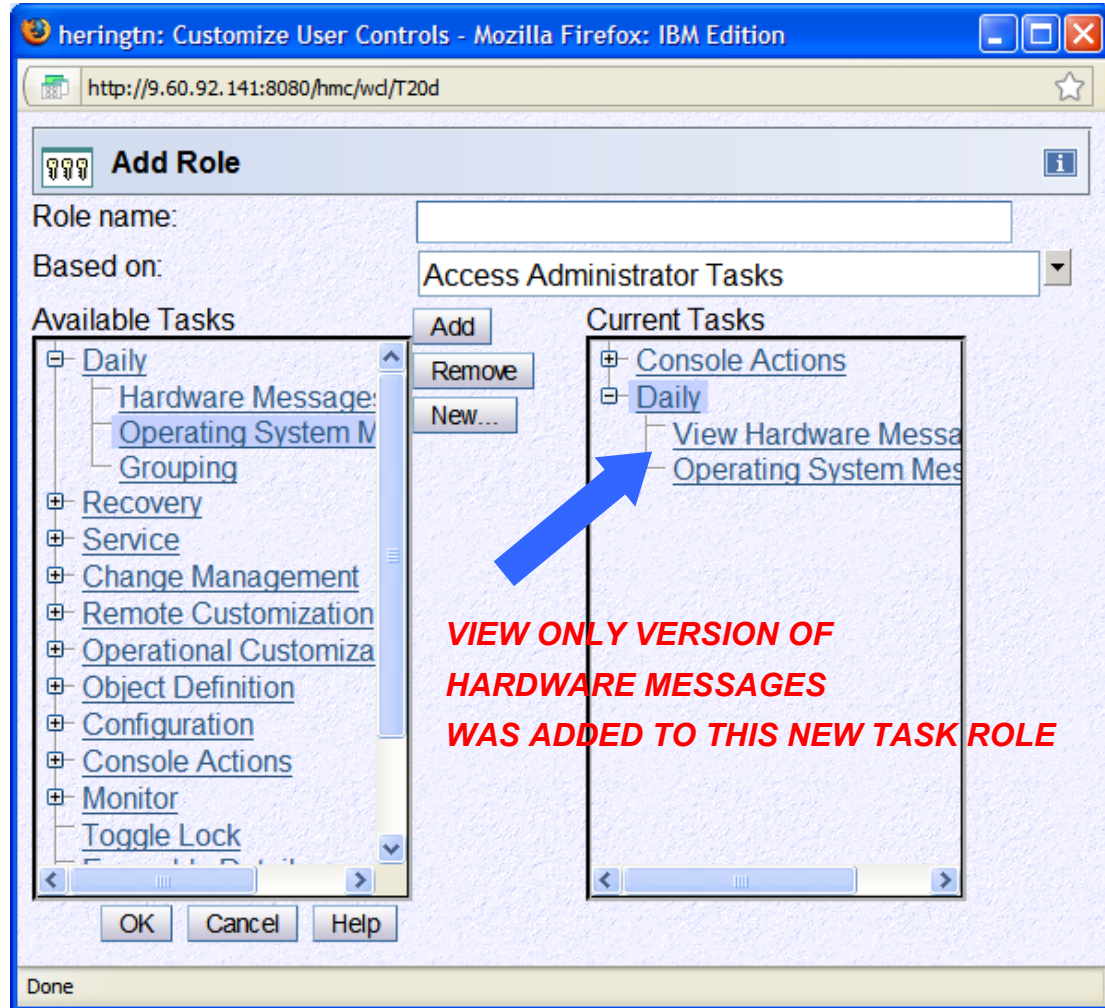 heringtn: Customize User Controls - Mozilla Firefox: IBM Edition
http://9.60.92.141:8080/hmc/wcl/T20d
Add Role
i
Role name:
Based on:
Access Administrator Tasks
Available Tasks
Daily
Hardware Messages
Operating System M
Grouping
Recovery
Service
Change Management
Remote Customization
Operational Customiza
Object Definition
Configuration
Console Actions
Monitor
Toggle Lock
Add
Remove
New...
Current Tasks
Console Actions
Daily
View Hardware Messa
Operating System Mes
VIEW ONLY VERSION OF
HARDWARE MESSAGES
WAS ADDED TO THIS NEW TASK ROLE
OK
Cancel
Help
Done